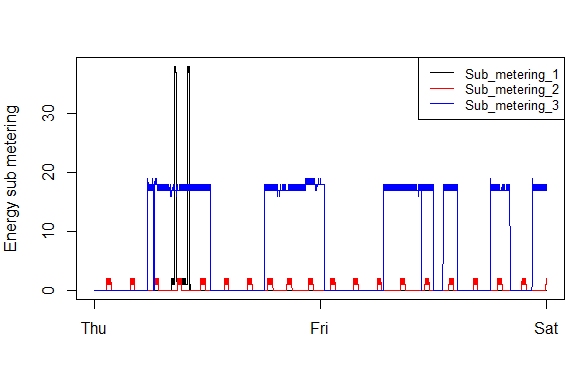 Sub_metering_1
Sub_metering_2
Sub_metering_3
Energy sub metering
30
20
10
0
Thu Fri Sat